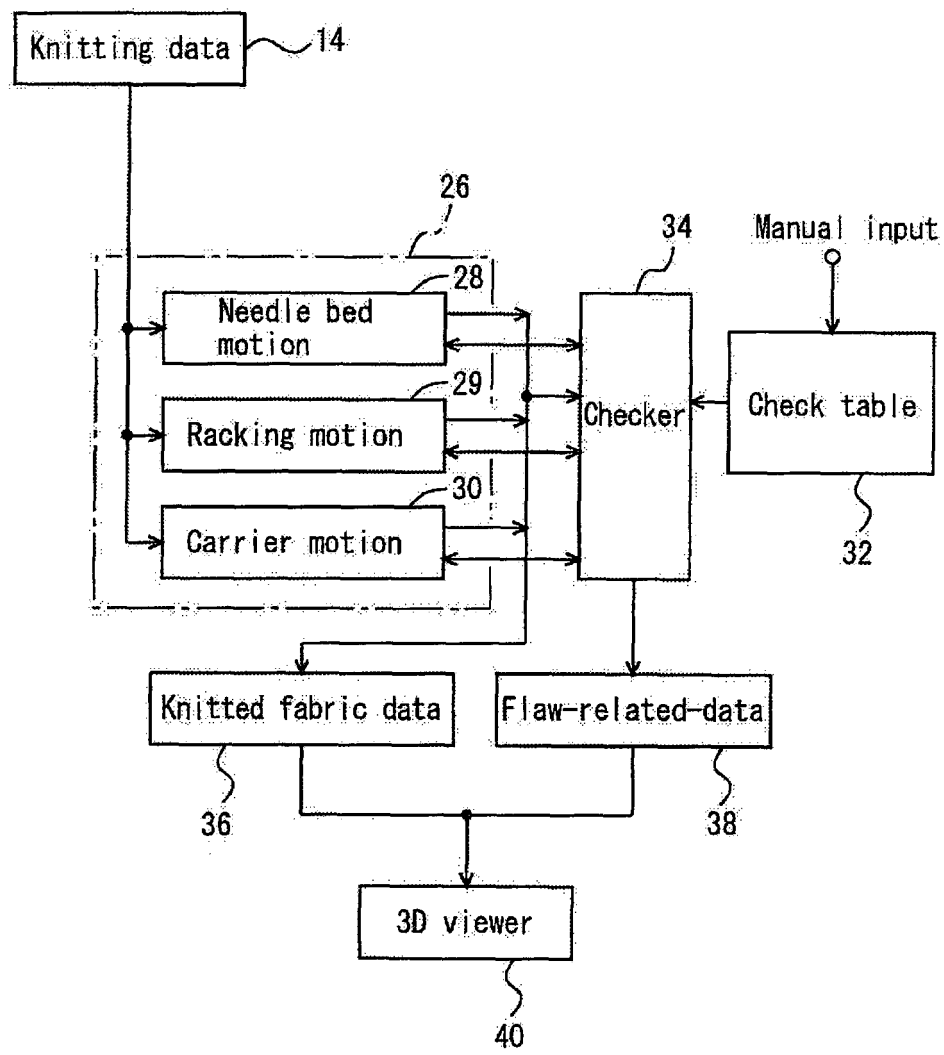 Knitting data
14
26
34
Manual input
28
Needle bed
motion
29
Racking motion
Checker
Check table
30
Carrier motion
32
Knitted fabric data
Flaw-related-data
36
38
3D viewer
40